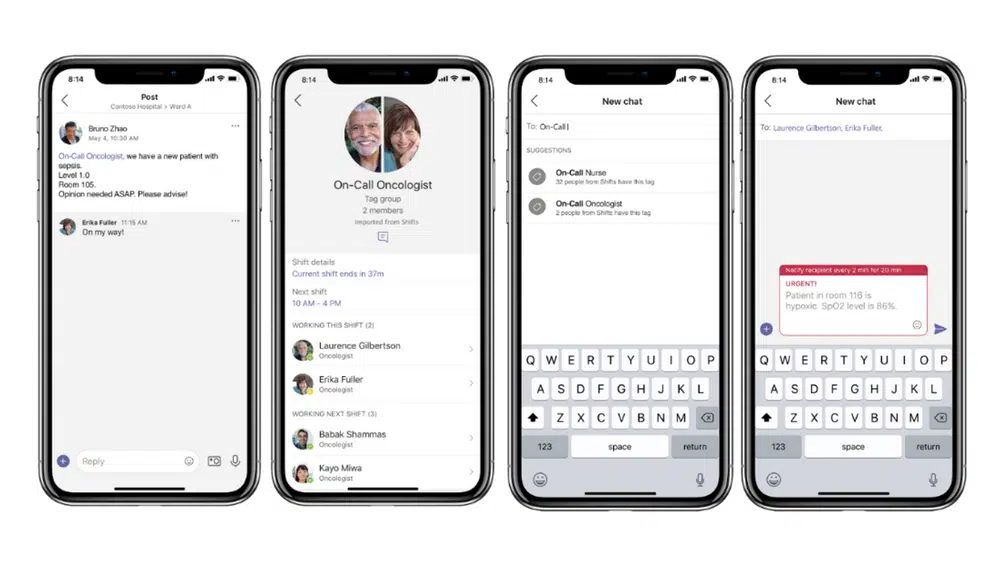 8:14
Post
Contoso Hospital > Ward A
Bruno Zhao
May 4, 10:30 AM
On-Call Oncologist, we have a new patient with
sepsis.
Level 1.0
Room 105.
Opinion needed ASAP. Please advise!
Erika Fuller 11:15 AM
On my way!
Reply
8:14
On-Call Oncologist
Tag group
2 members
Imported from Shifts
Shift details
Current shift ends in 37m
Next shift
10 AM - 4 PM
WORKING THIS SHIFT (2)
Laurence Gilbertson
Oncologist
Erika Fuller
Oncologist
WORKING NEXT SHIFT (3)
Babak Shammas
Oncologist
Kayo Miwa
Oncologist
8:14
New chat
To: On-Call
SUGGESTIONS
On-Call Nurse
32 people from Shifts have this tag
On-Call Oncologist
2 people from Shifts have this tag
Q W E R T Y U I O P
A S D F G H J K L
Z X C V B N M
123 space return
8:14
New chat
To: Laurence Gilbertson, Erika Fuller,
Notify recipient every 2 min for 20 min
URGENT!
Patient in room 116 is
hypoxic. SpO2 level is 86%.
Q W E R T Y U I O P
A S D F G H J K L
Z X C V B N M
123 space return